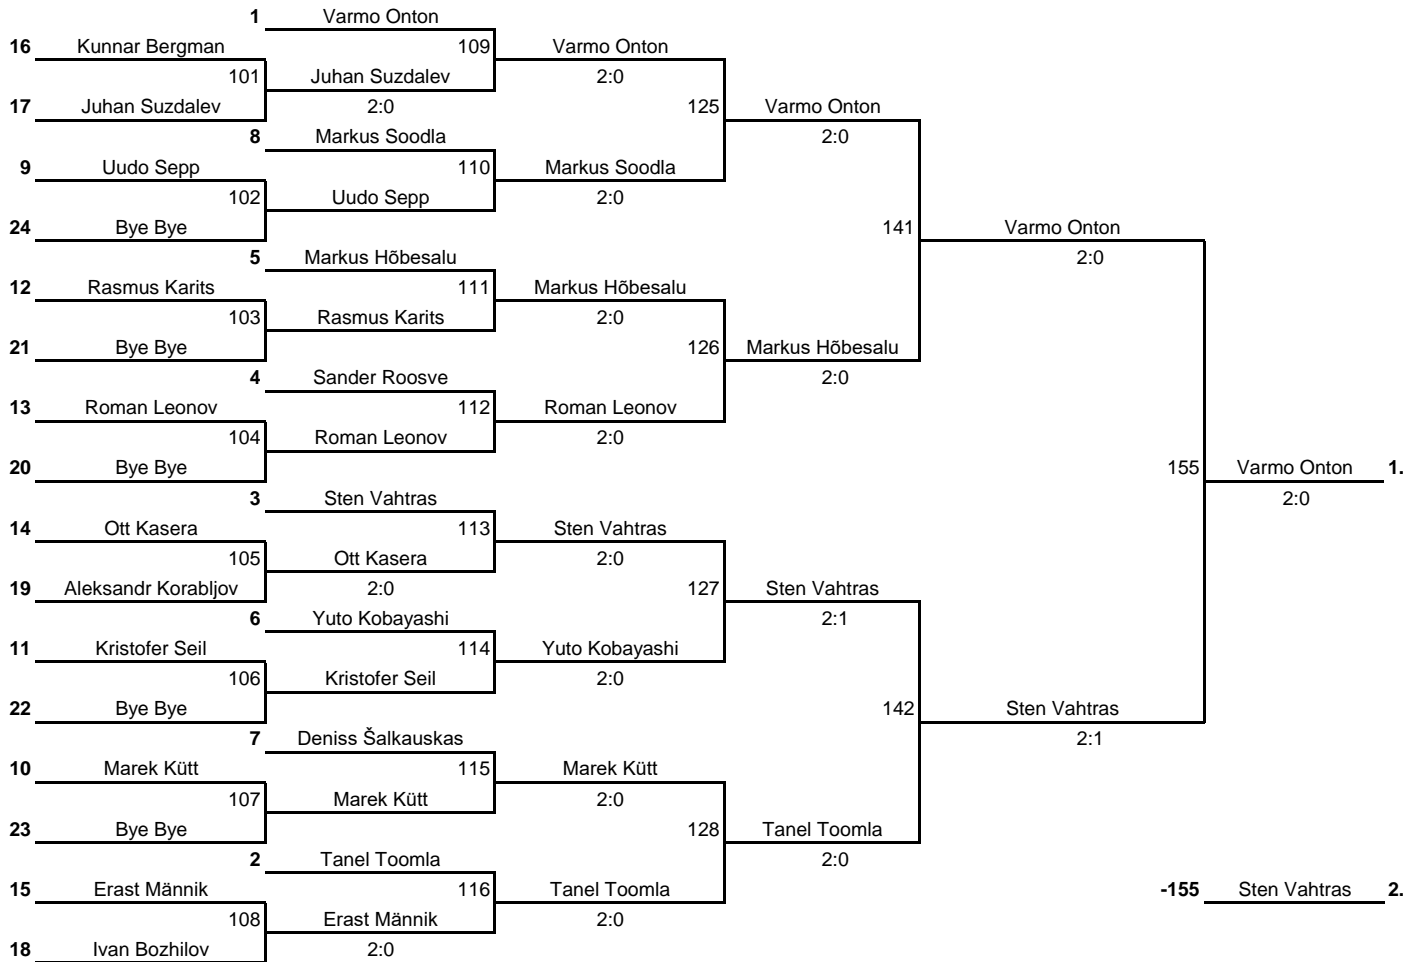 1 Varmo Onton
16 Kunnar Bergman 109 Varmo Onton
101 Juhan Suzdalev 2:0
17 Juhan Suzdalev 2:0 125 Varmo Onton
8 Markus Soodla 2:0
9 Uudo Sepp 110 Markus Soodla
102 Uudo Sepp 2:0
24 Bye Bye 141 Varmo Onton
5 Markus Hõbesalu 2:0
12 Rasmus Karits 111 Markus Hõbesalu
103 Rasmus Karits 2:0
21 Bye Bye 126 Markus Hõbesalu
4 Sander Roosve 2:0
13 Roman Leonov 112 Roman Leonov
104 Roman Leonov 2:0
20 Bye Bye 155 Varmo Onton 1.
3 Sten Vahtras 2:0
14 Ott Kasera 113 Sten Vahtras
105 Ott Kasera 2:0
19 Aleksandr Korabljov 2:0 127 Sten Vahtras
6 Yuto Kobayashi 2:1
11 Kristofer Seil 114 Yuto Kobayashi
106 Kristofer Seil 2:0
22 Bye Bye 142 Sten Vahtras
7 Deniss Šalkauskas 2:1
10 Marek Kütt 115 Marek Kütt
107 Marek Kütt 2:0
23 Bye Bye 128 Tanel Toomla
2 Tanel Toomla 2:0
15 Erast Männik 116 Tanel Toomla -155 Sten Vahtras 2.
108 Erast Männik 2:0
18 Ivan Bozhilov 2:0